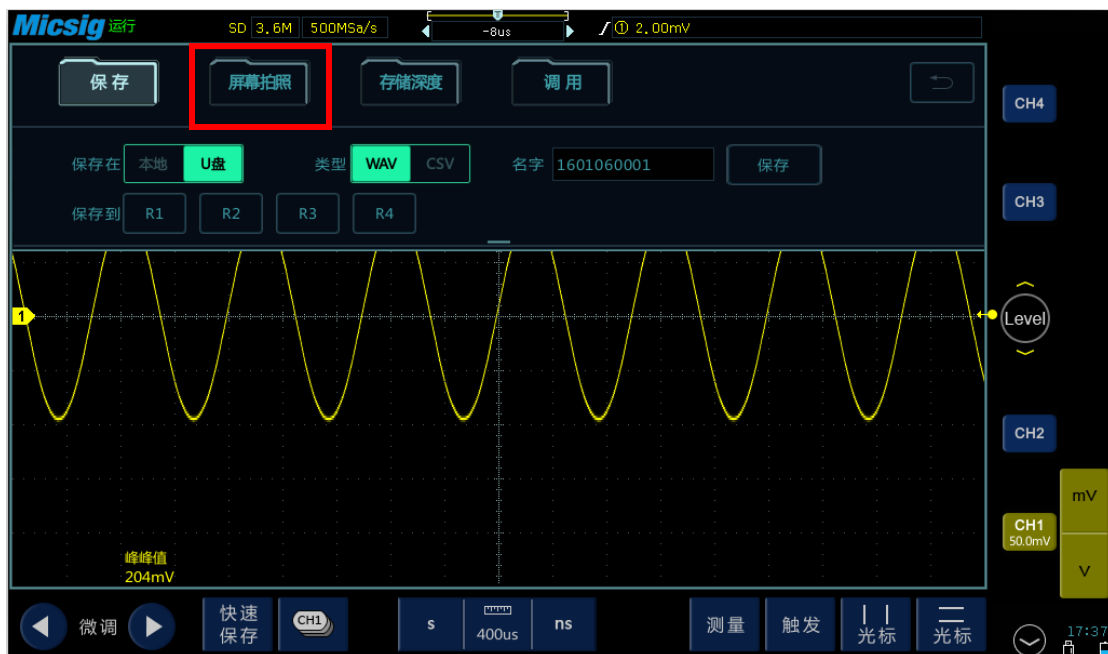 Micsig 运行 SD 3.6M 500MSa/s -8us ① 2.00mV
保存 屏幕拍照 存储深度 调用
保存在 本地 U盘 类型 WAV CSV 名字 1601060001 保存
保存到 R1 R2 R3 R4
CH4
CH3
1
Level
CH2
mV
CH1
50.0mV
V
峰峰值
204mV
微调 快速保存 CH1 s 400us ns 测量 触发 光标 光标
17:37